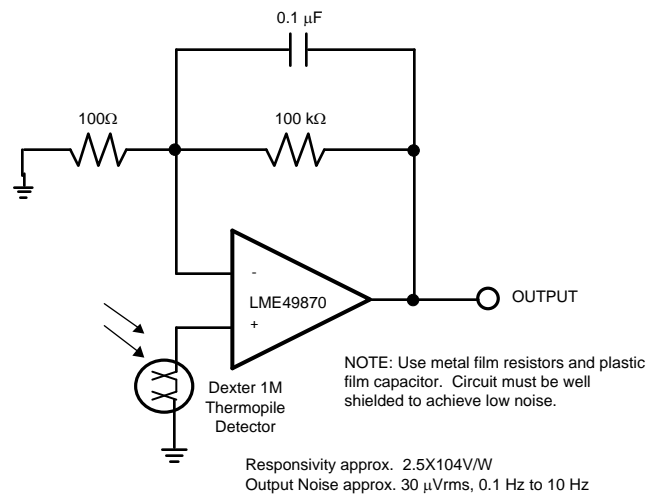 0.1 μF
100Ω
100 kΩ
-
LME49870
+
OUTPUT
Dexter 1M
Thermopile
Detector
NOTE: Use metal film resistors and plastic
film capacitor. Circuit must be well
shielded to achieve low noise.
Responsivity approx. 2.5X104V/W
Output Noise approx. 30 μVrms, 0.1 Hz to 10 Hz